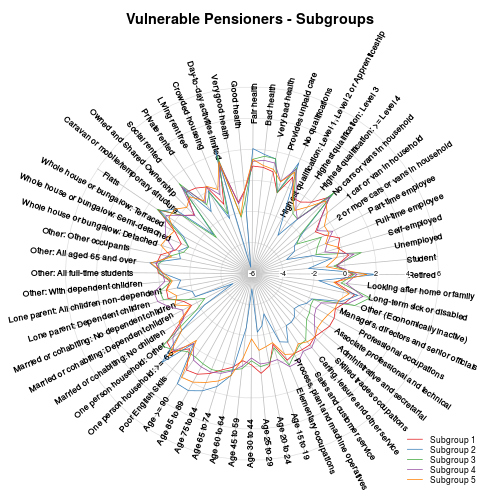 Vulnerable Pensioners - Subgroups
Fair health
Bad health
Very bad health
Provides unpaid care
No qualifications
Highest qualification: Level 1, Level 2 or Apprenticeship
Highest qualification: Level 3
Highest qualification: >= Level 4
No cars or vans in household
1 car or van in household
2 or more cars or vans in household
Part-time employee
Full-time employee
Self-employed
Unemployed
Student
Retired
Looking after home or family
Long-term sick or disabled
Other (Economically inactive)
Managers, directors and senior officials
Professional occupations
Associate professional and technical
Administrative and secretarial
Skilled trades occupations
Caring, leisure and other service
Sales and customer service
Process, plant and machine operatives
Elementary occupations
Age 15 to 19
Age 20 to 24
Age 25 to 29
Age 30 to 44
Age 45 to 59
Age 60 to 64
Age 65 to 74
Age 75 to 84
Age 85 to 89
Age >= 90
Poor English Skills
One person household: >= 65
One person household: Other
Married or cohabiting: No children
Married or cohabiting: Dependent children
Married or cohabiting: No dependent children
Lone parent: Dependent children
Lone parent: All children non-dependent
Other: With dependent children
Other: All full-time students
Other: All aged 65 and over
Other: Other occupants
Whole house or bungalow: Detached
Whole house or bungalow: Semi-detached
Whole house or bungalow: Terraced
Flats
Caravan or mobile/temporary structure
Owned and Shared Ownership
Social rented
Private rented
Living rent free
Crowded housing
Day-to-day activities limited
Very good health
Good health
-6
-4
-2
0
2
4
6
Subgroup 1
Subgroup 2
Subgroup 3
Subgroup 4
Subgroup 5